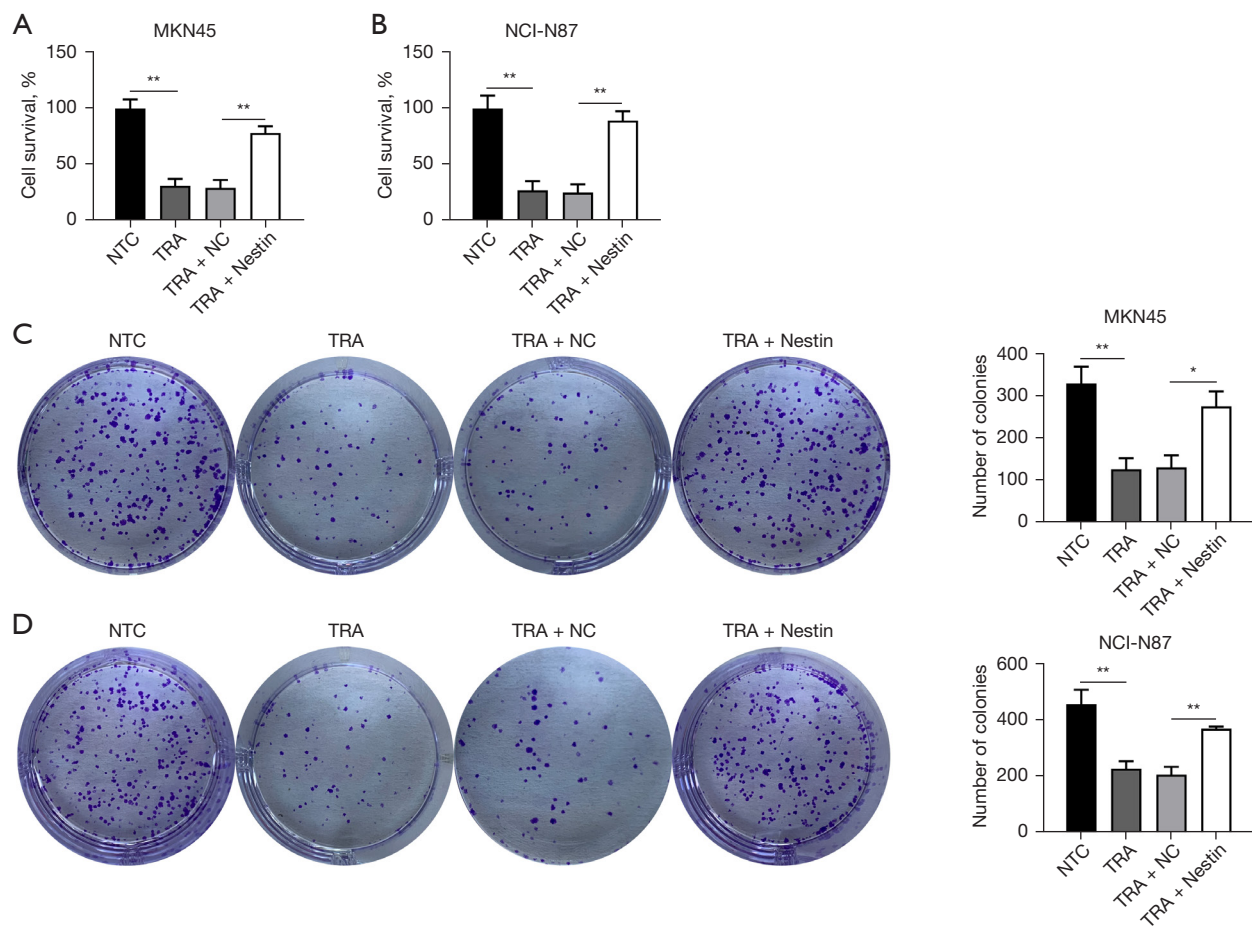 A
MKN45
Cell survival, %
150
100
50
0
**
**
NTC
TRA
TRA + NC
TRA + Nestin
B
NCI-N87
Cell survival, %
150
100
50
0
**
**
NTC
TRA
TRA + NC
TRA + Nestin
C
NTC
TRA
TRA + NC
TRA + Nestin
MKN45
Number of colonies
400
300
200
100
0
**
*
NTC
TRA
TRA + NC
TRA + Nestin
D
NTC
TRA
TRA + NC
TRA + Nestin
NCI-N87
Number of colonies
600
400
200
0
**
**
NTC
TRA
TRA + NC
TRA + Nestin